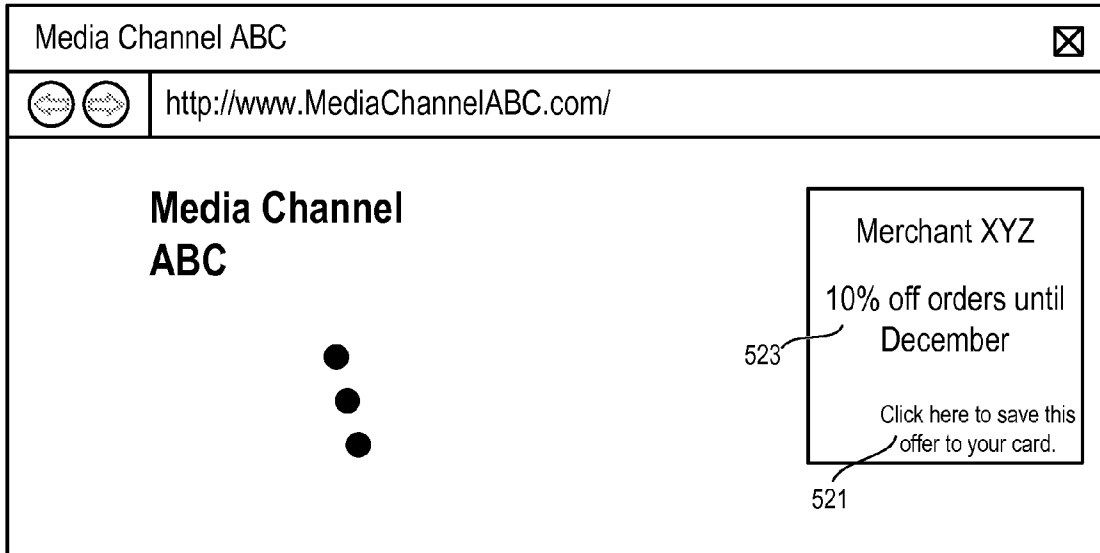 Media Channel ABC
http://www.MediaChannelABC.com/
Media Channel
ABC
Merchant XYZ
10% off orders until
December
523
Click here to save this
offer to your card.
521